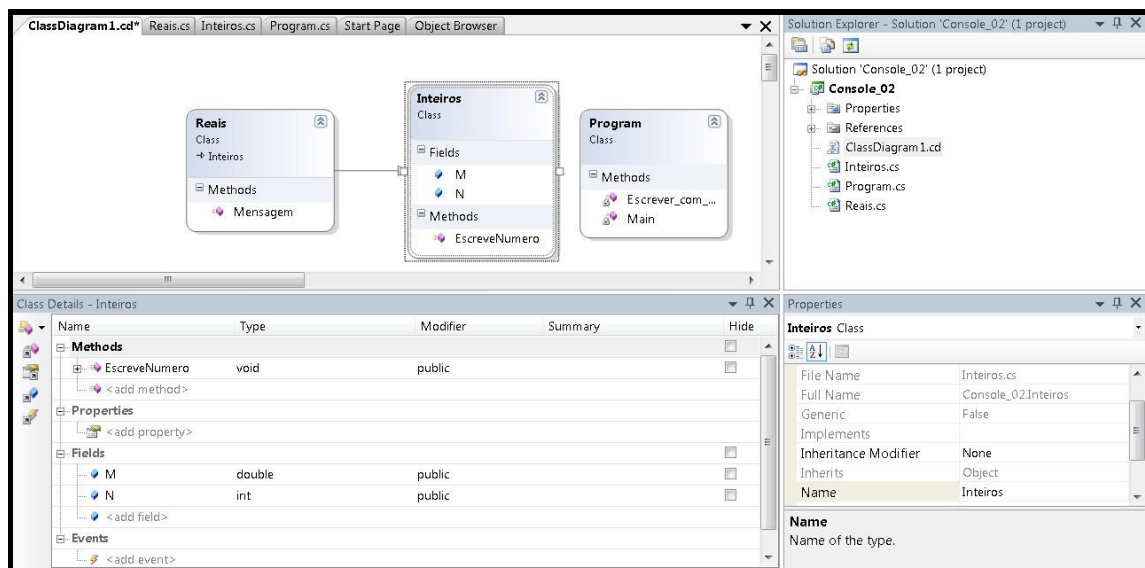 ClassDiagram1.cd* Reais.cs Inteiros.cs Program.cs Start Page Object Browser
Reais
Class
Inteiros
Methods
Mensagem
Inteiros
Class
Fields
M
N
Methods
EscreveNumero
Program
Class
Methods
Escrever_com_...
Main
Solution Explorer - Solution 'Console_02' (1 project)
Solution 'Console_02' (1 project)
Console_02
Properties
References
ClassDiagram1.cd
Inteiros.cs
Program.cs
Reais.cs
Class Details - Inteiros
Name Type Modifier Summary Hide
Methods
EscreveNumero void public
<add method>
Properties
<add property>
Fields
M double public
N int public
<add field>
Events
<add event>
Properties
Inteiros Class
File Name Inteiros.cs
Full Name Console_02.Inteiros
Generic False
Implements
Inheritance Modifier None
Inherits Object
Name Inteiros
Name
Name of the type.